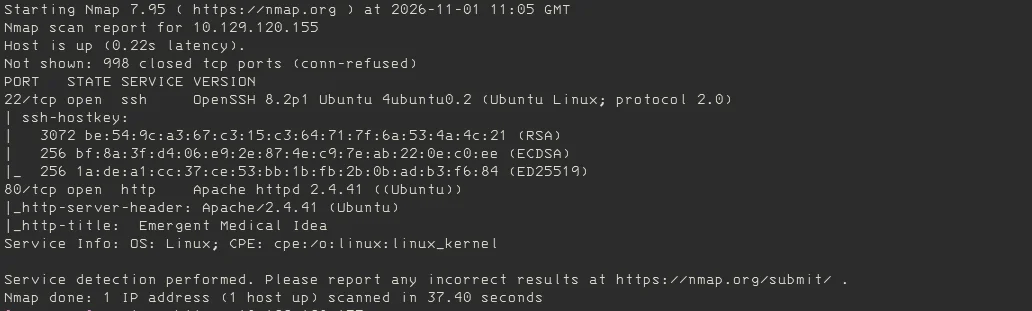 Starting Nmap 7.95 ( https://nmap.org ) at 2026-11-01 11:05 GMT
Nmap scan report for 10.129.120.155
Host is up (0.22s latency).
Not shown: 998 closed tcp ports (conn-refused)
PORT   STATE SERVICE VERSION
22/tcp open  ssh     OpenSSH 8.2p1 Ubuntu 4ubuntu0.2 (Ubuntu Linux; protocol 2.0)
| ssh-hostkey:
|   3072 be:54:9c:a3:67:c3:15:c3:64:71:7f:6a:53:4a:4c:21 (RSA)
|   256 bf:8a:3f:d4:06:e9:2e:87:4e:c9:7e:ab:22:0e:c0:ee (ECDSA)
|_  256 1a:de:a1:cc:37:ce:53:bb:1b:fb:2b:0b:ad:b3:f6:84 (ED25519)
80/tcp open  http    Apache httpd 2.4.41 ((Ubuntu))
|_http-server-header: Apache/2.4.41 (Ubuntu)
|_http-title:  Emergent Medical Idea
Service Info: OS: Linux; CPE: cpe:/o:linux:linux_kernel
Service detection performed. Please report any incorrect results at https://nmap.org/submit/ .
Nmap done: 1 IP address (1 host up) scanned in 37.40 seconds